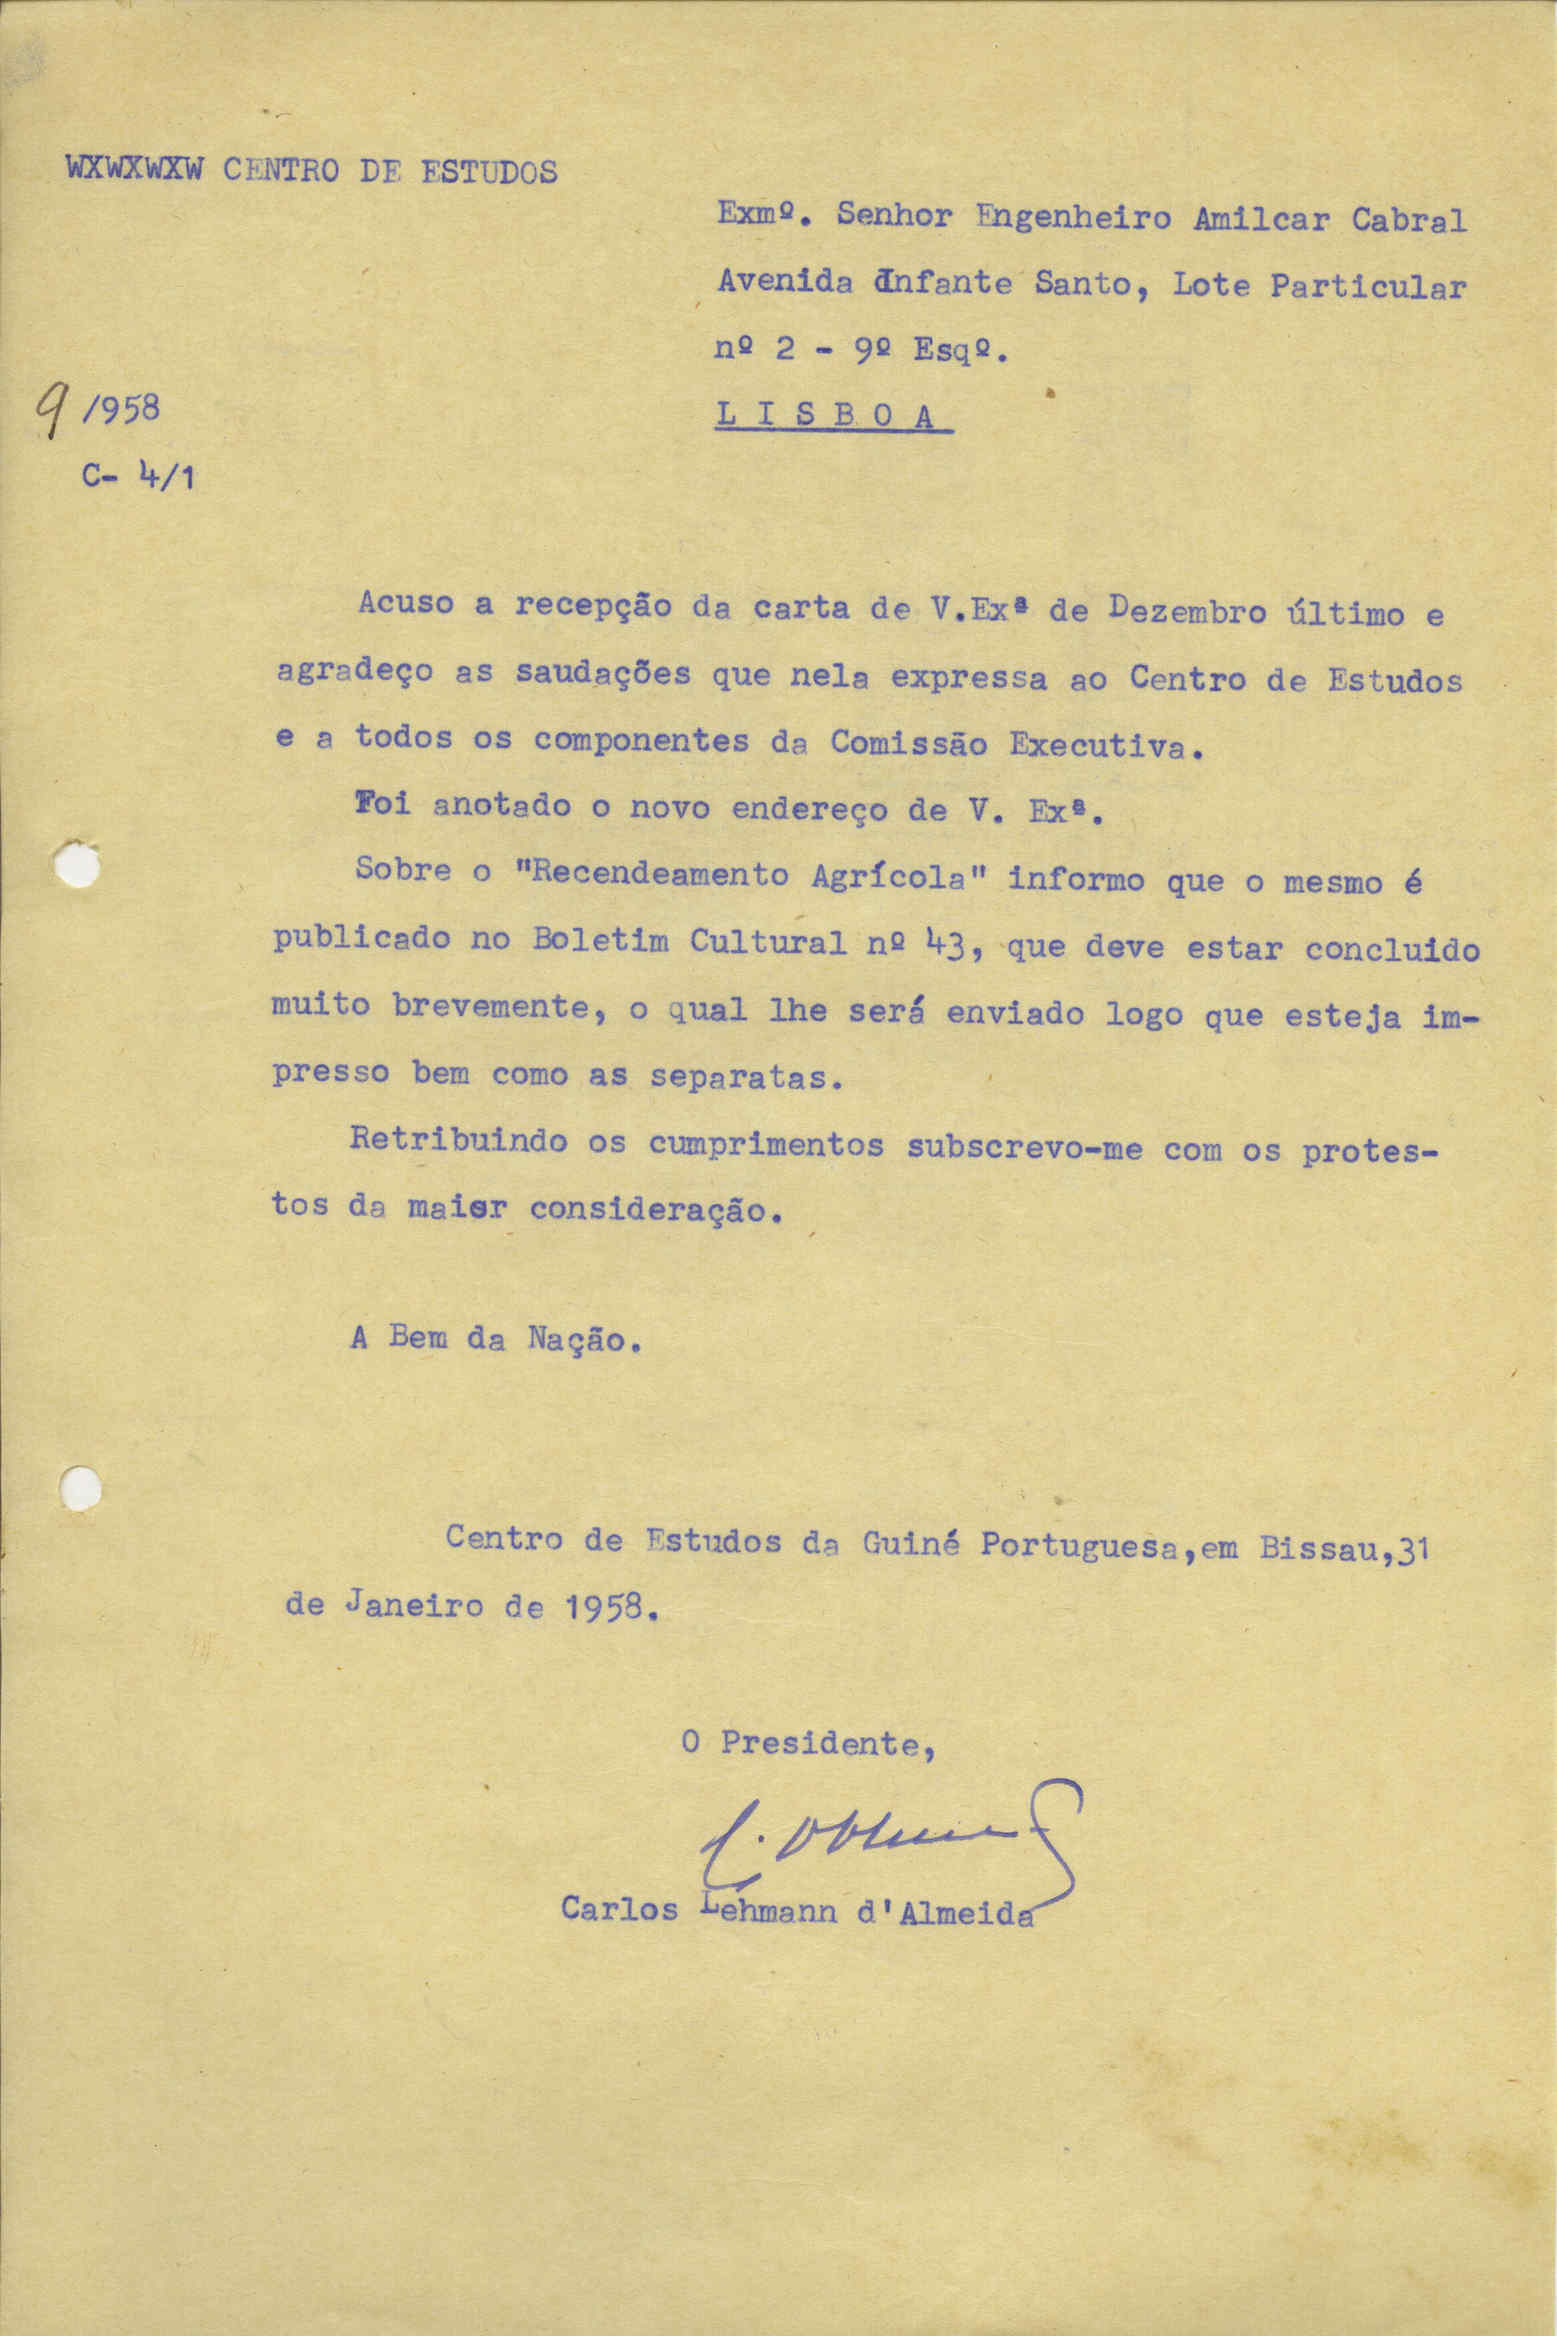 WXWXWXW CENTRO DE ESTUDOS
Exmº. Senhor Engenheiro Amilcar Cabral
Avenida Infante Santo, Lote Particular
nº 2 - 9º Esqº.
L I S B O A
9 /958
C- 4/1
Acuso a recepção da carta de V.Exª de Dezembro último e
agradeço as saudações que nela expressa ao Centro de Estudos
e a todos os componentes da Comissão Executiva.
Foi anotado o novo endereço de V. Exª.
Sobre o "Recendeamento Agrícola" informo que o mesmo é
publicado no Boletim Cultural nº 43, que deve estar concluido
muito brevemente, o qual lhe será enviado logo que esteja im-
presso bem como as separatas.
Retribuindo os cumprimentos subscrevo-me com os protes-
tos da maior consideração.
A Bem da Nação.
Centro de Estudos da Guiné Portuguesa,em Bissau,31
de Janeiro de 1958.
O Presidente,
Carlos Lehmann d'Almeida